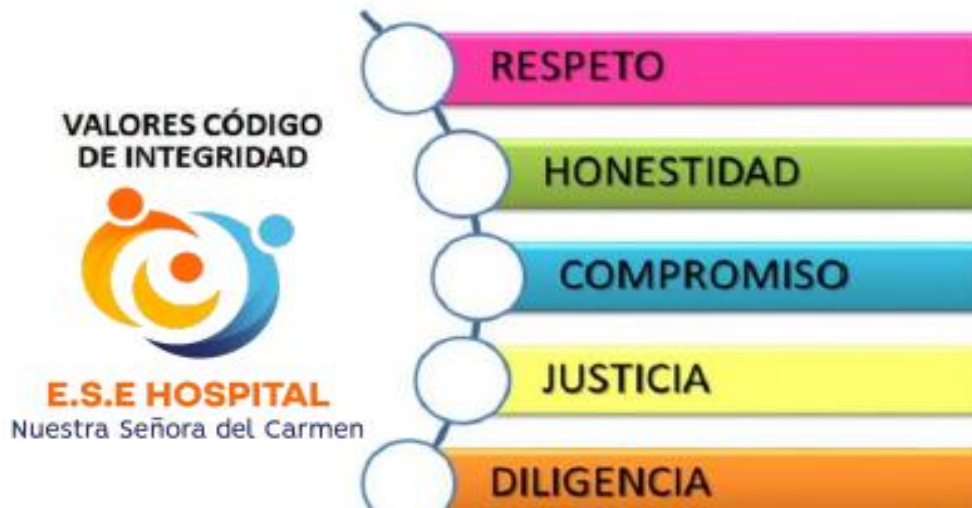 VALORES CÓDIGO
DE INTEGRIDAD
E.S.E HOSPITAL
Nuestra Señora del Carmen
RESPETO
HONESTIDAD
COMPROMISO
JUSTICIA
DILIGENCIA